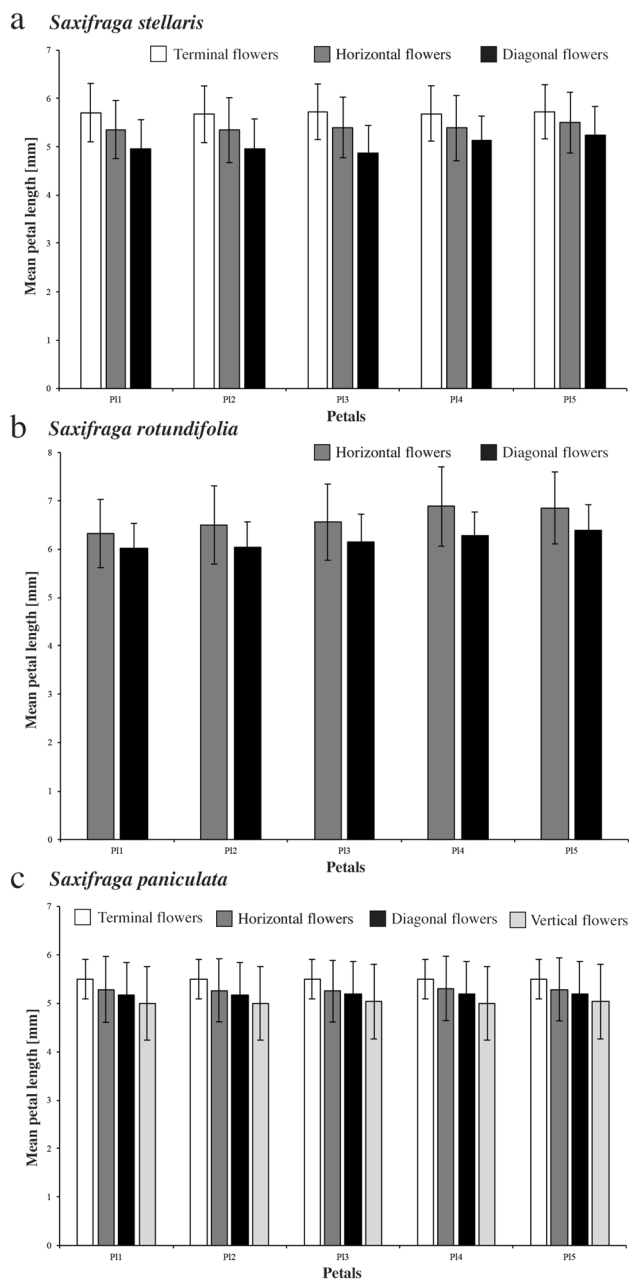 a Saxifraga stellaris
Terminal flowers Horizontal flowers Diagonal flowers
Mean petal length [mm]
7
6
5
4
3
2
1
0
Pl1 Pl2 Pl3 Pl4 Pl5
Petals
b Saxifraga rotundifolia
Horizontal flowers Diagonal flowers
Mean petal length [mm]
8
7
6
5
4
3
2
1
0
Pl1 Pl2 Pl3 Pl4 Pl5
Petals
c Saxifraga paniculata
Terminal flowers Horizontal flowers Diagonal flowers Vertical flowers
Mean petal length [mm]
7
6
5
4
3
2
1
0
Pl1 Pl2 Pl3 Pl4 Pl5
Petals